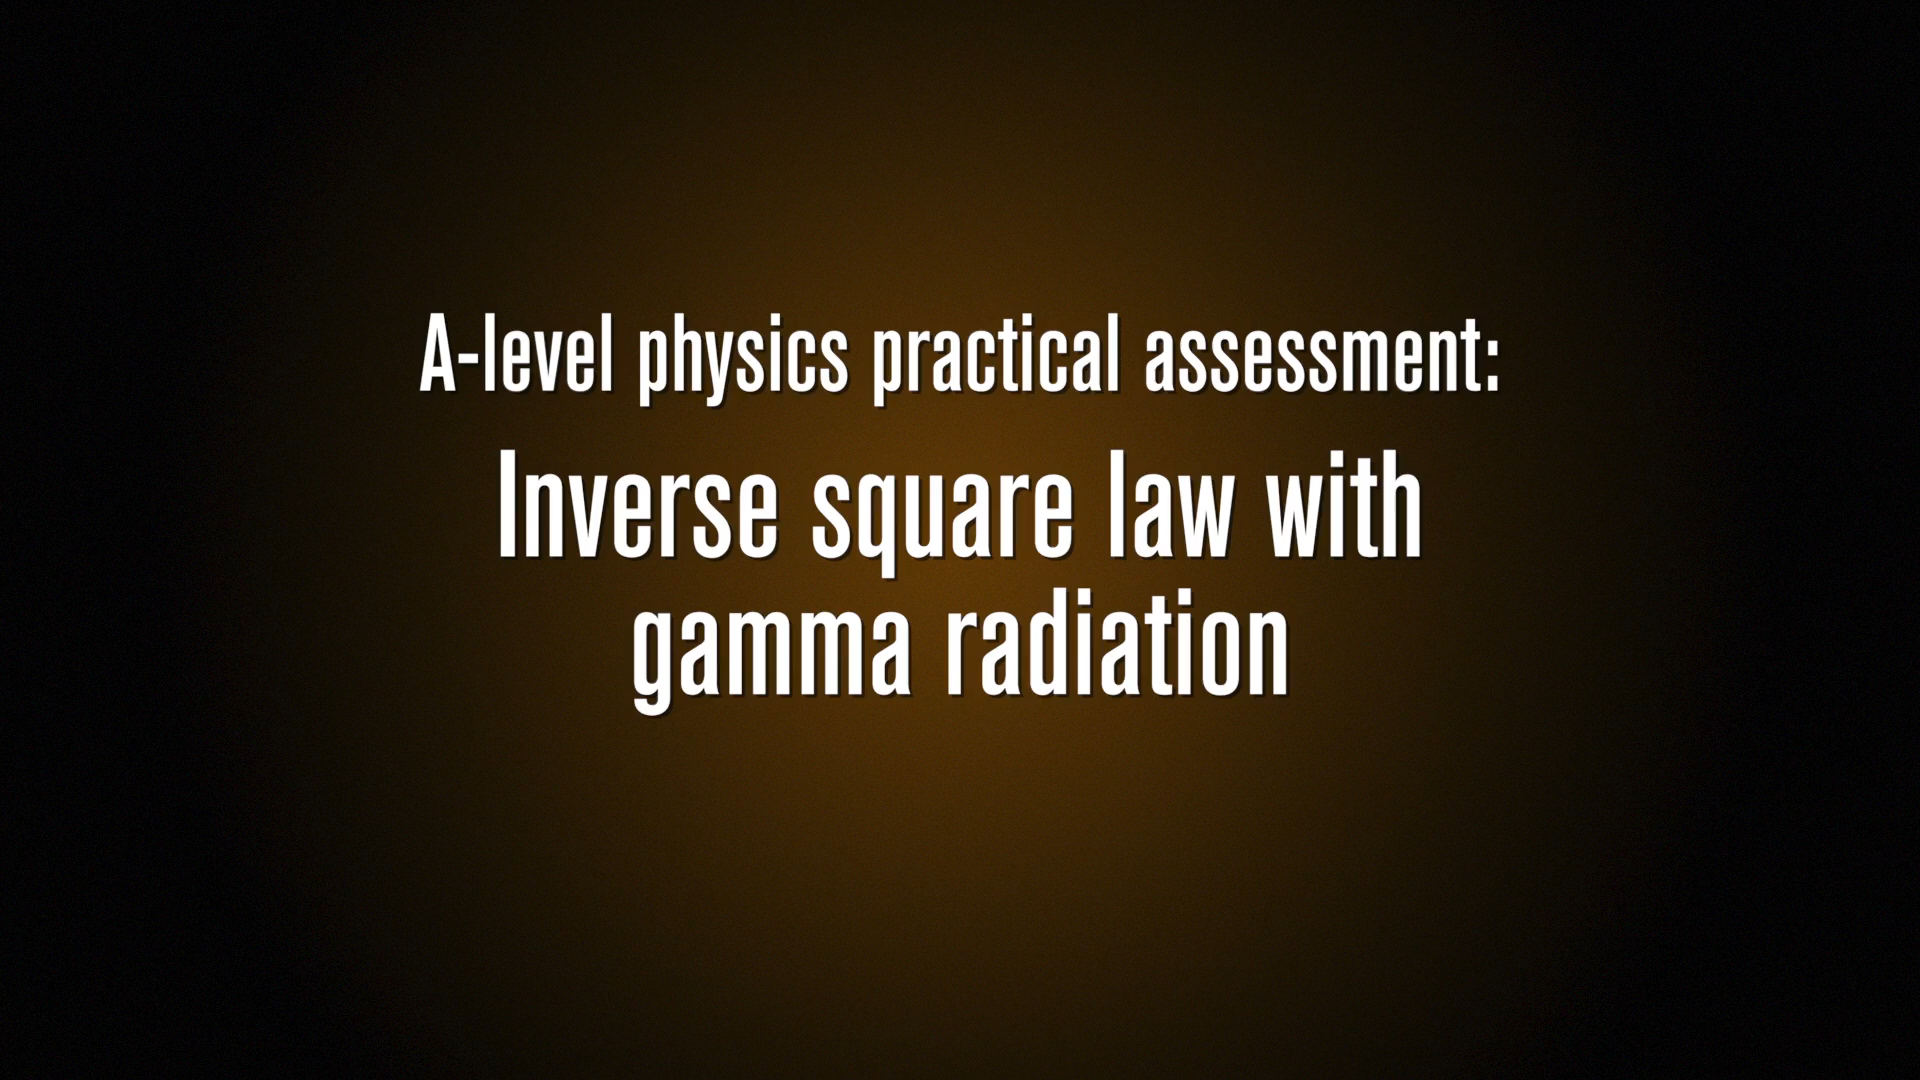 A-level physics practical assessment:
Inverse square law with
gamma radiation